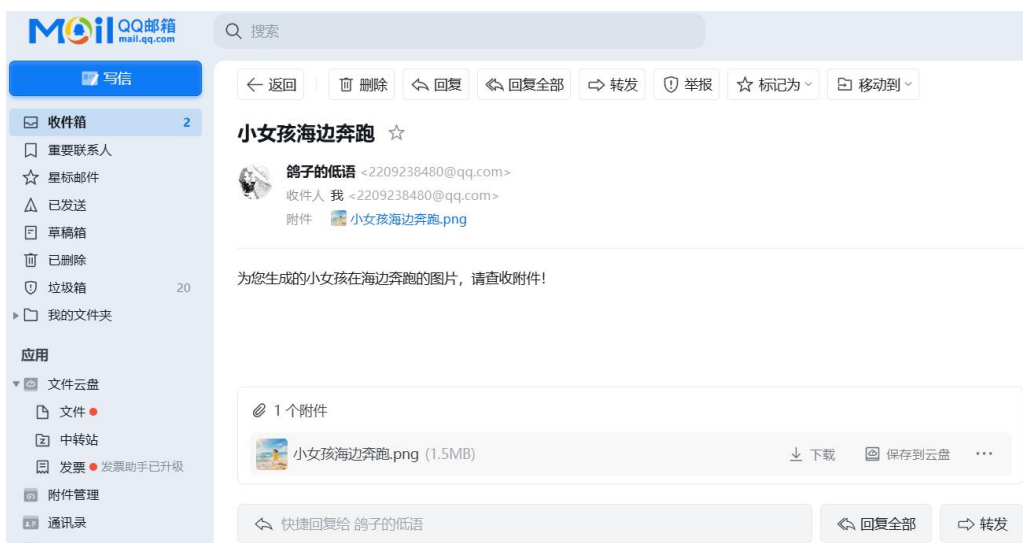 Mail QQ邮箱
mail.qq.com
搜索
写信
返回 删除 回复 回复全部 转发 举报 标记为 移动到
收件箱 2
重要联系人
星标邮件
已发送
草稿箱
已删除
垃圾箱 20
我的文件夹
应用
文件云盘
文件
中转站
发票 发票助手已升级
附件管理
通讯录
小女孩海边奔跑
鸽子的低语 <2209238480@qq.com>
收件人 我 <2209238480@qq.com>
附件 小女孩海边奔跑.png
为您生成的小女孩在海边奔跑的图片，请查收附件！
1 个附件
小女孩海边奔跑.png (1.5MB) 下载 保存到云盘 ···
快捷回复给 鸽子的低语 回复全部 转发